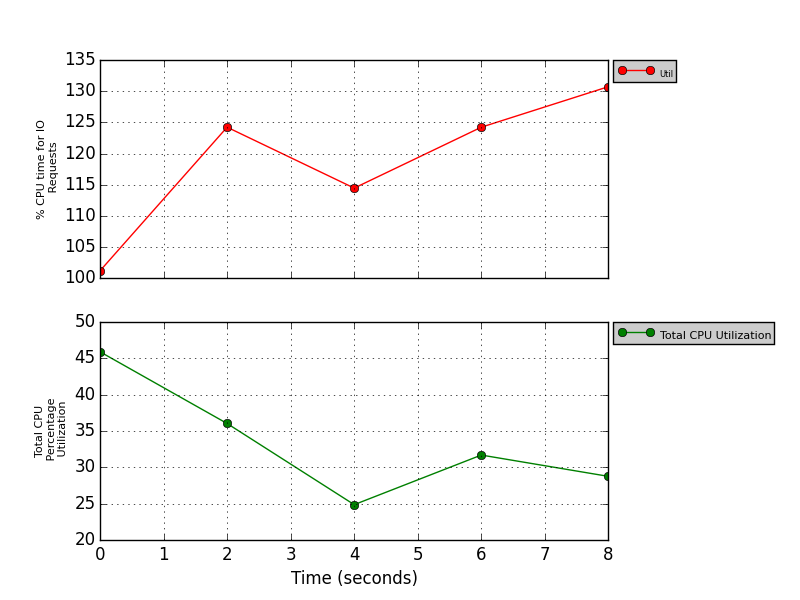 135
130
125
120
115
110
105
100
% CPU time for IO
Requests
Util
50
45
40
35
30
25
20
Total CPU
Percentage
Utilization
Total CPU Utilization
0 1 2 3 4 5 6 7 8
Time (seconds)